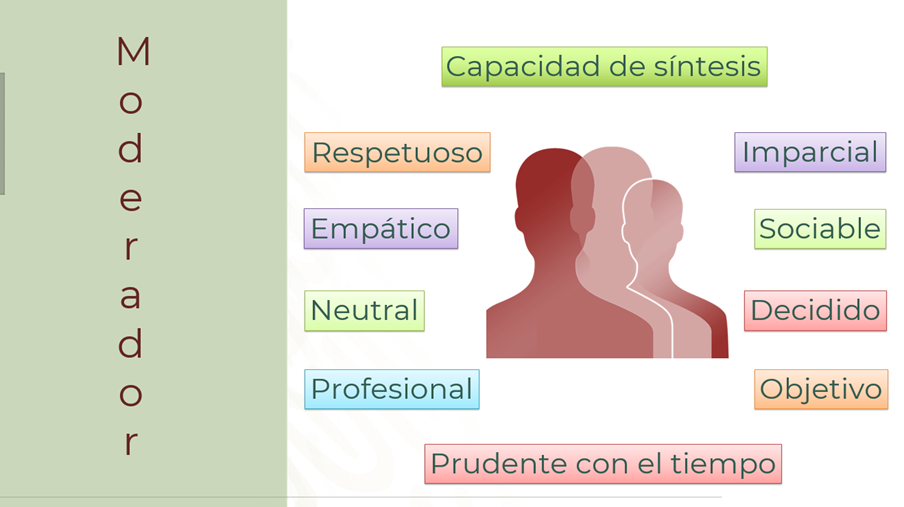 Moderador
Capacidad de síntesis
Respetuoso
Imparcial
Empático
Sociable
Neutral
Decidido
Profesional
Objetivo
Prudente con el tiempo